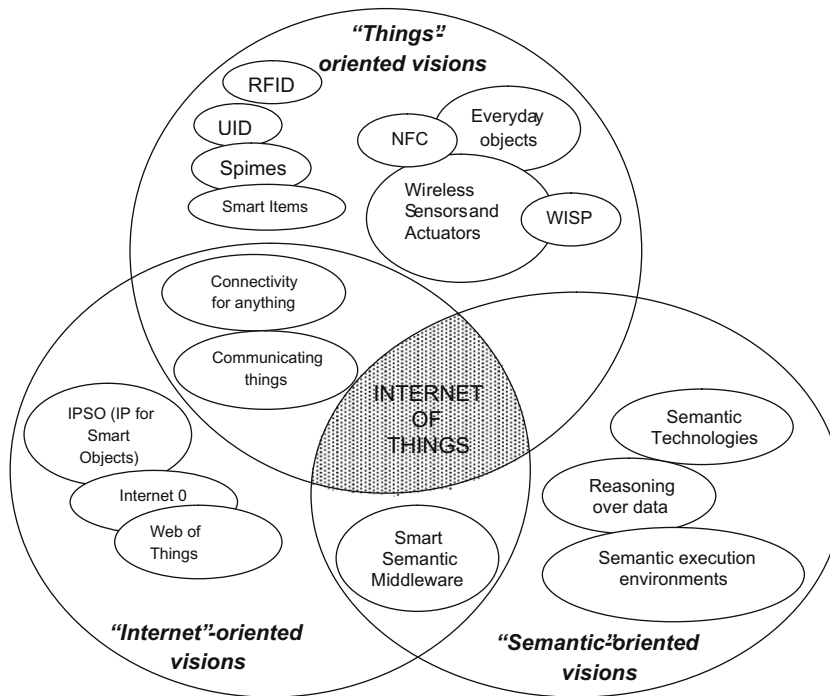 “Things”-
oriented visions
RFID
UID
Spimes
Smart Items
Everyday
objects
NFC
Wireless
Sensors and
Actuators
WISP
Connectivity
for anything
Communicating
things
INTERNET
OF
THINGS
IPSO (IP for
Smart
Objects)
Internet 0
Web of
Things
Semantic
Technologies
Reasoning
over data
Semantic execution
environments
Smart
Semantic
Middleware
“Internet”-oriented
visions
“Semantic”-oriented
visions